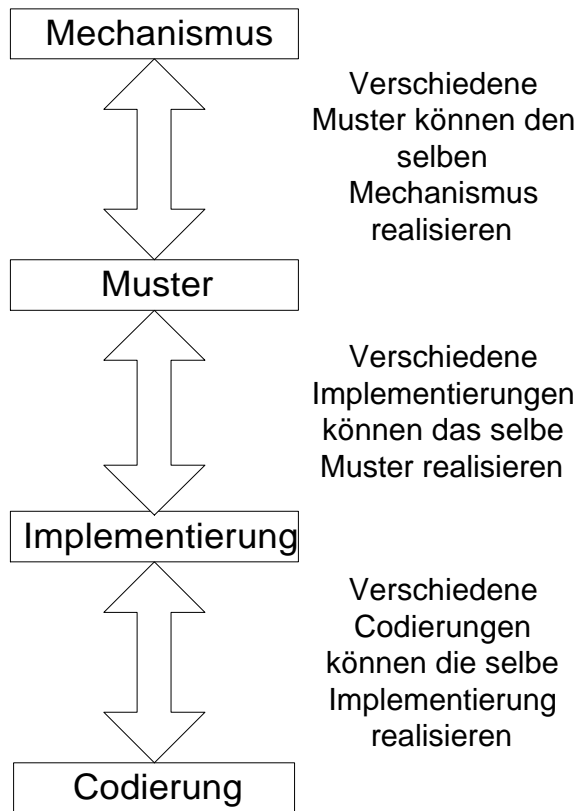 Mechanismus
Verschiedene
Muster können den
selben
Mechanismus
realisieren
Muster
Verschiedene
Implementierungen
können das selbe
Muster realisieren
Implementierung
Verschiedene
Codierungen
können die selbe
Implementierung
realisieren
Codierung